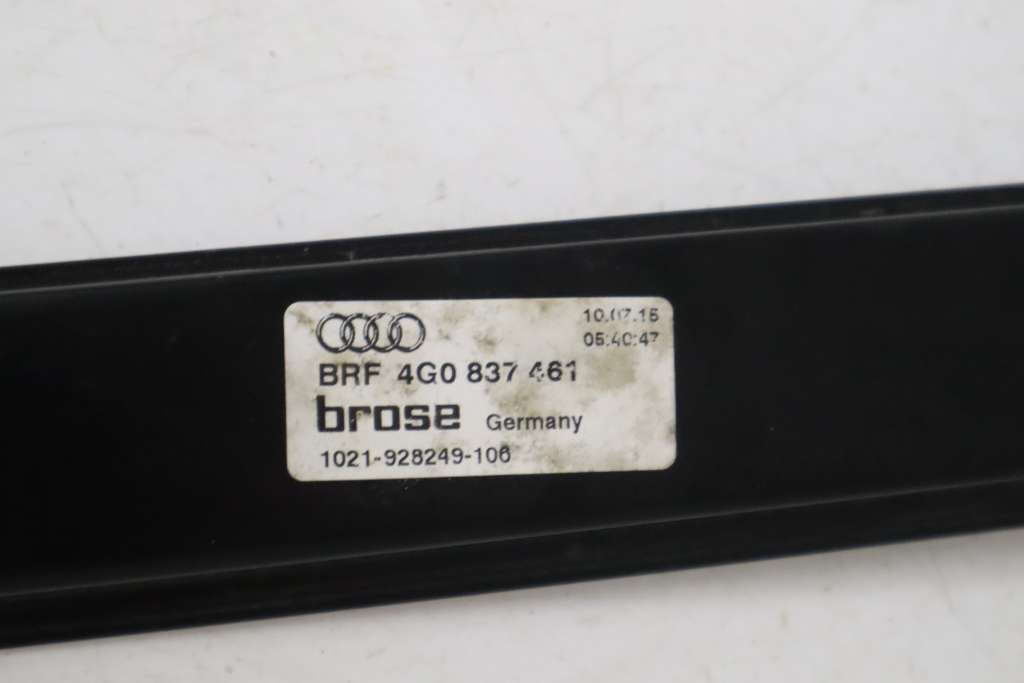 10.07.15
05:40:47
BRF 4G0 837 461
brose Germany
1021-928249-106